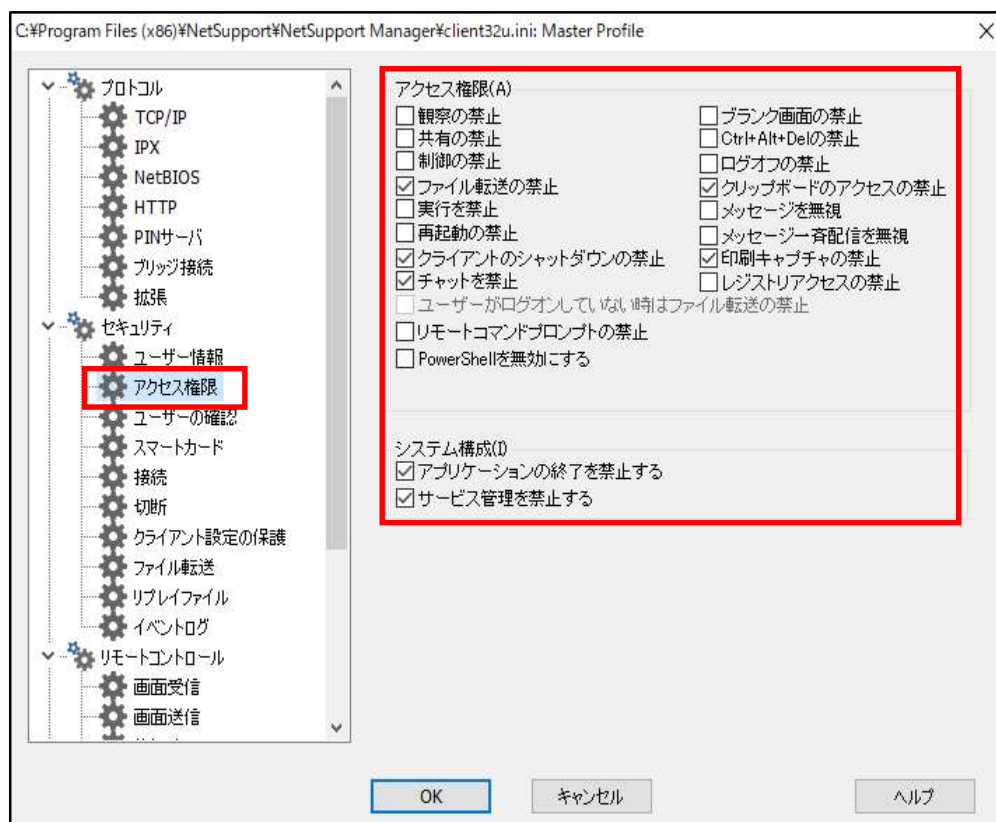 C:¥Program Files (x86)¥NetSupport¥NetSupport Manager¥client32u.ini: Master Profile
プロトコル
TCP/IP
IPX
NetBIOS
HTTP
PINサーバ
ブリッジ接続
拡張
セキュリティ
ユーザー情報
アクセス権限
ユーザーの確認
スマートカード
接続
切断
クライアント設定の保護
ファイル転送
リプレイファイル
イベントログ
リモートコントロール
画面受信
画面送信
アクセス権限(A)
観察の禁止
共有の禁止
制御の禁止
ファイル転送の禁止
実行を禁止
再起動の禁止
クライアントのシャットダウンの禁止
チャットを禁止
ユーザーがログオンしていない時はファイル転送の禁止
リモートコマンドプロンプトの禁止
PowerShellを無効にする
ブランク画面の禁止
Ctrl+Alt+Delの禁止
ログオフの禁止
クリップボードのアクセスの禁止
メッセージを無視
メッセージ一斉配信を無視
印刷キャプチャの禁止
レジストリアクセスの禁止
システム構成(I)
アプリケーションの終了を禁止する
サービス管理を禁止する
OK
キャンセル
ヘルプ